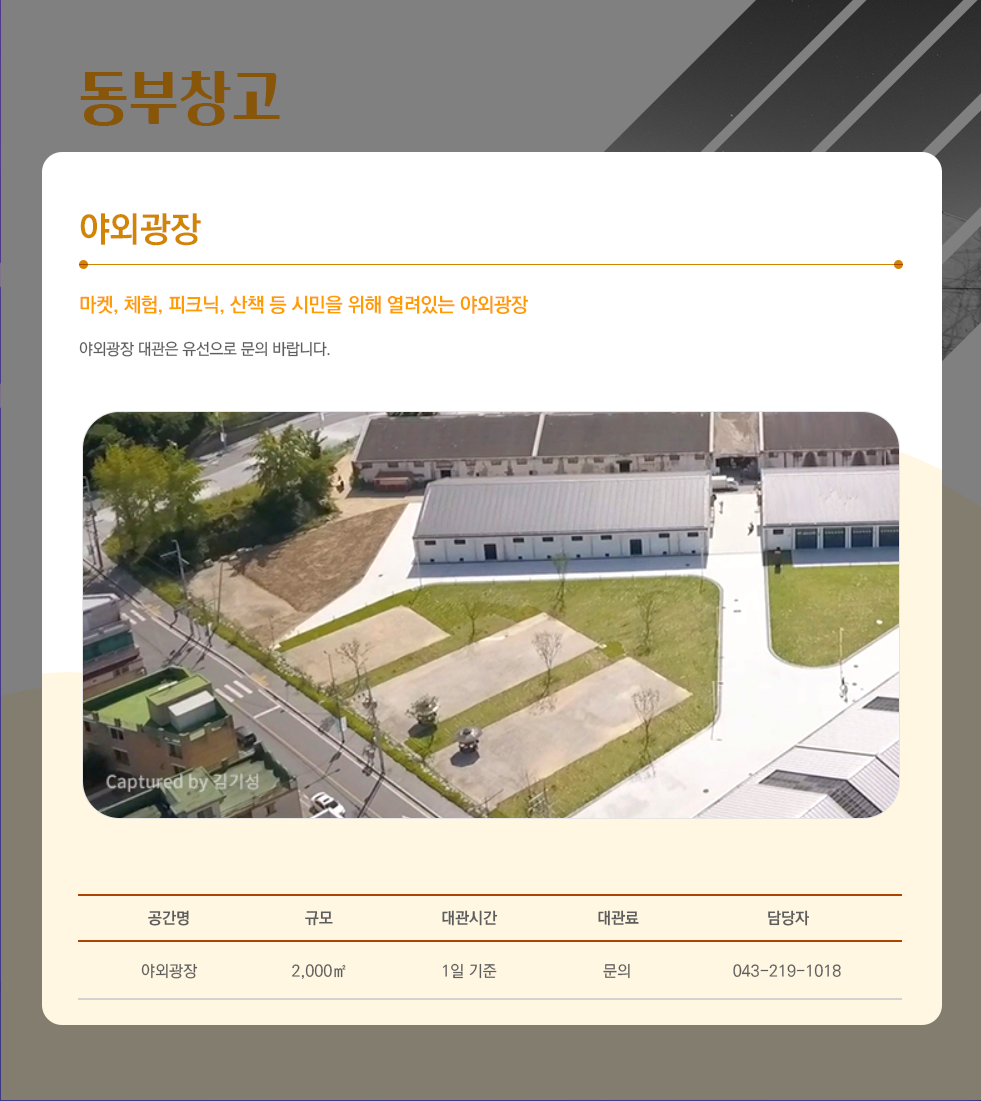 동부창고
야외광장
마켓, 체험, 피크닉, 산책 등 시민을 위해 열려있는 야외광장
야외광장 대관은 유선으로 문의 바랍니다.
Captured by 김기성
공간명 규모 대관시간 대관료 담당자
야외광장 2,000㎡ 1일 기준 문의 043-219-1018